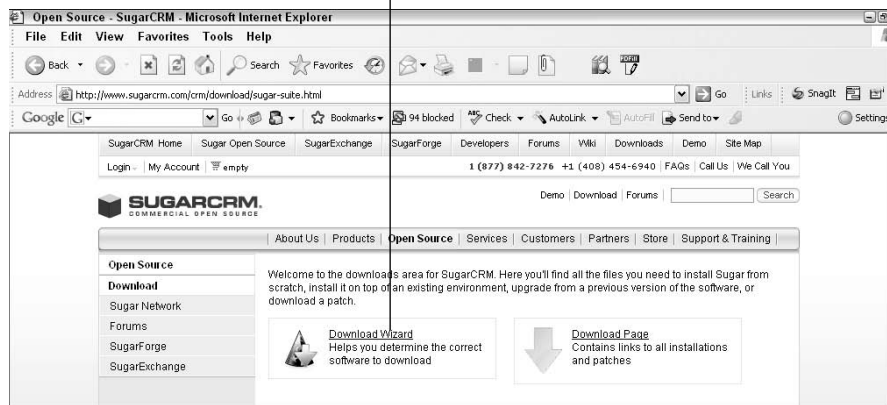 Open Source - SugarCRM - Microsoft Internet Explorer
File Edit View Favorites Tools Help
Back Search Favorites
Address http://www.sugarcrm.com/crm/download/sugar-suite.html Go Links SnagIt
Google G Go Bookmarks 94 blocked ABC Check AutoLink AutoFill Send to Settings
SugarCRM Home Sugar Open Source SugarExchange SugarForge Developers Forums Wiki Downloads Demo Site Map
Login My Account empty 1 (877) 842-7276 +1 (408) 454-6940 FAQs Call Us We Call You
SUGARCRM.
COMMERCIAL OPEN SOURCE
Demo Download Forums Search
About Us Products Open Source Services Customers Partners Store Support & Training
Open Source
Download
Sugar Network
Forums
SugarForge
SugarExchange
Welcome to the downloads area for SugarCRM. Here you'll find all the files you need to install Sugar from
scratch, install it on top of an existing environment, upgrade from a previous version of the software, or
download a patch.
Download Wizard
Helps you determine the correct
software to download
Download Page
Contains links to all installations
and patches